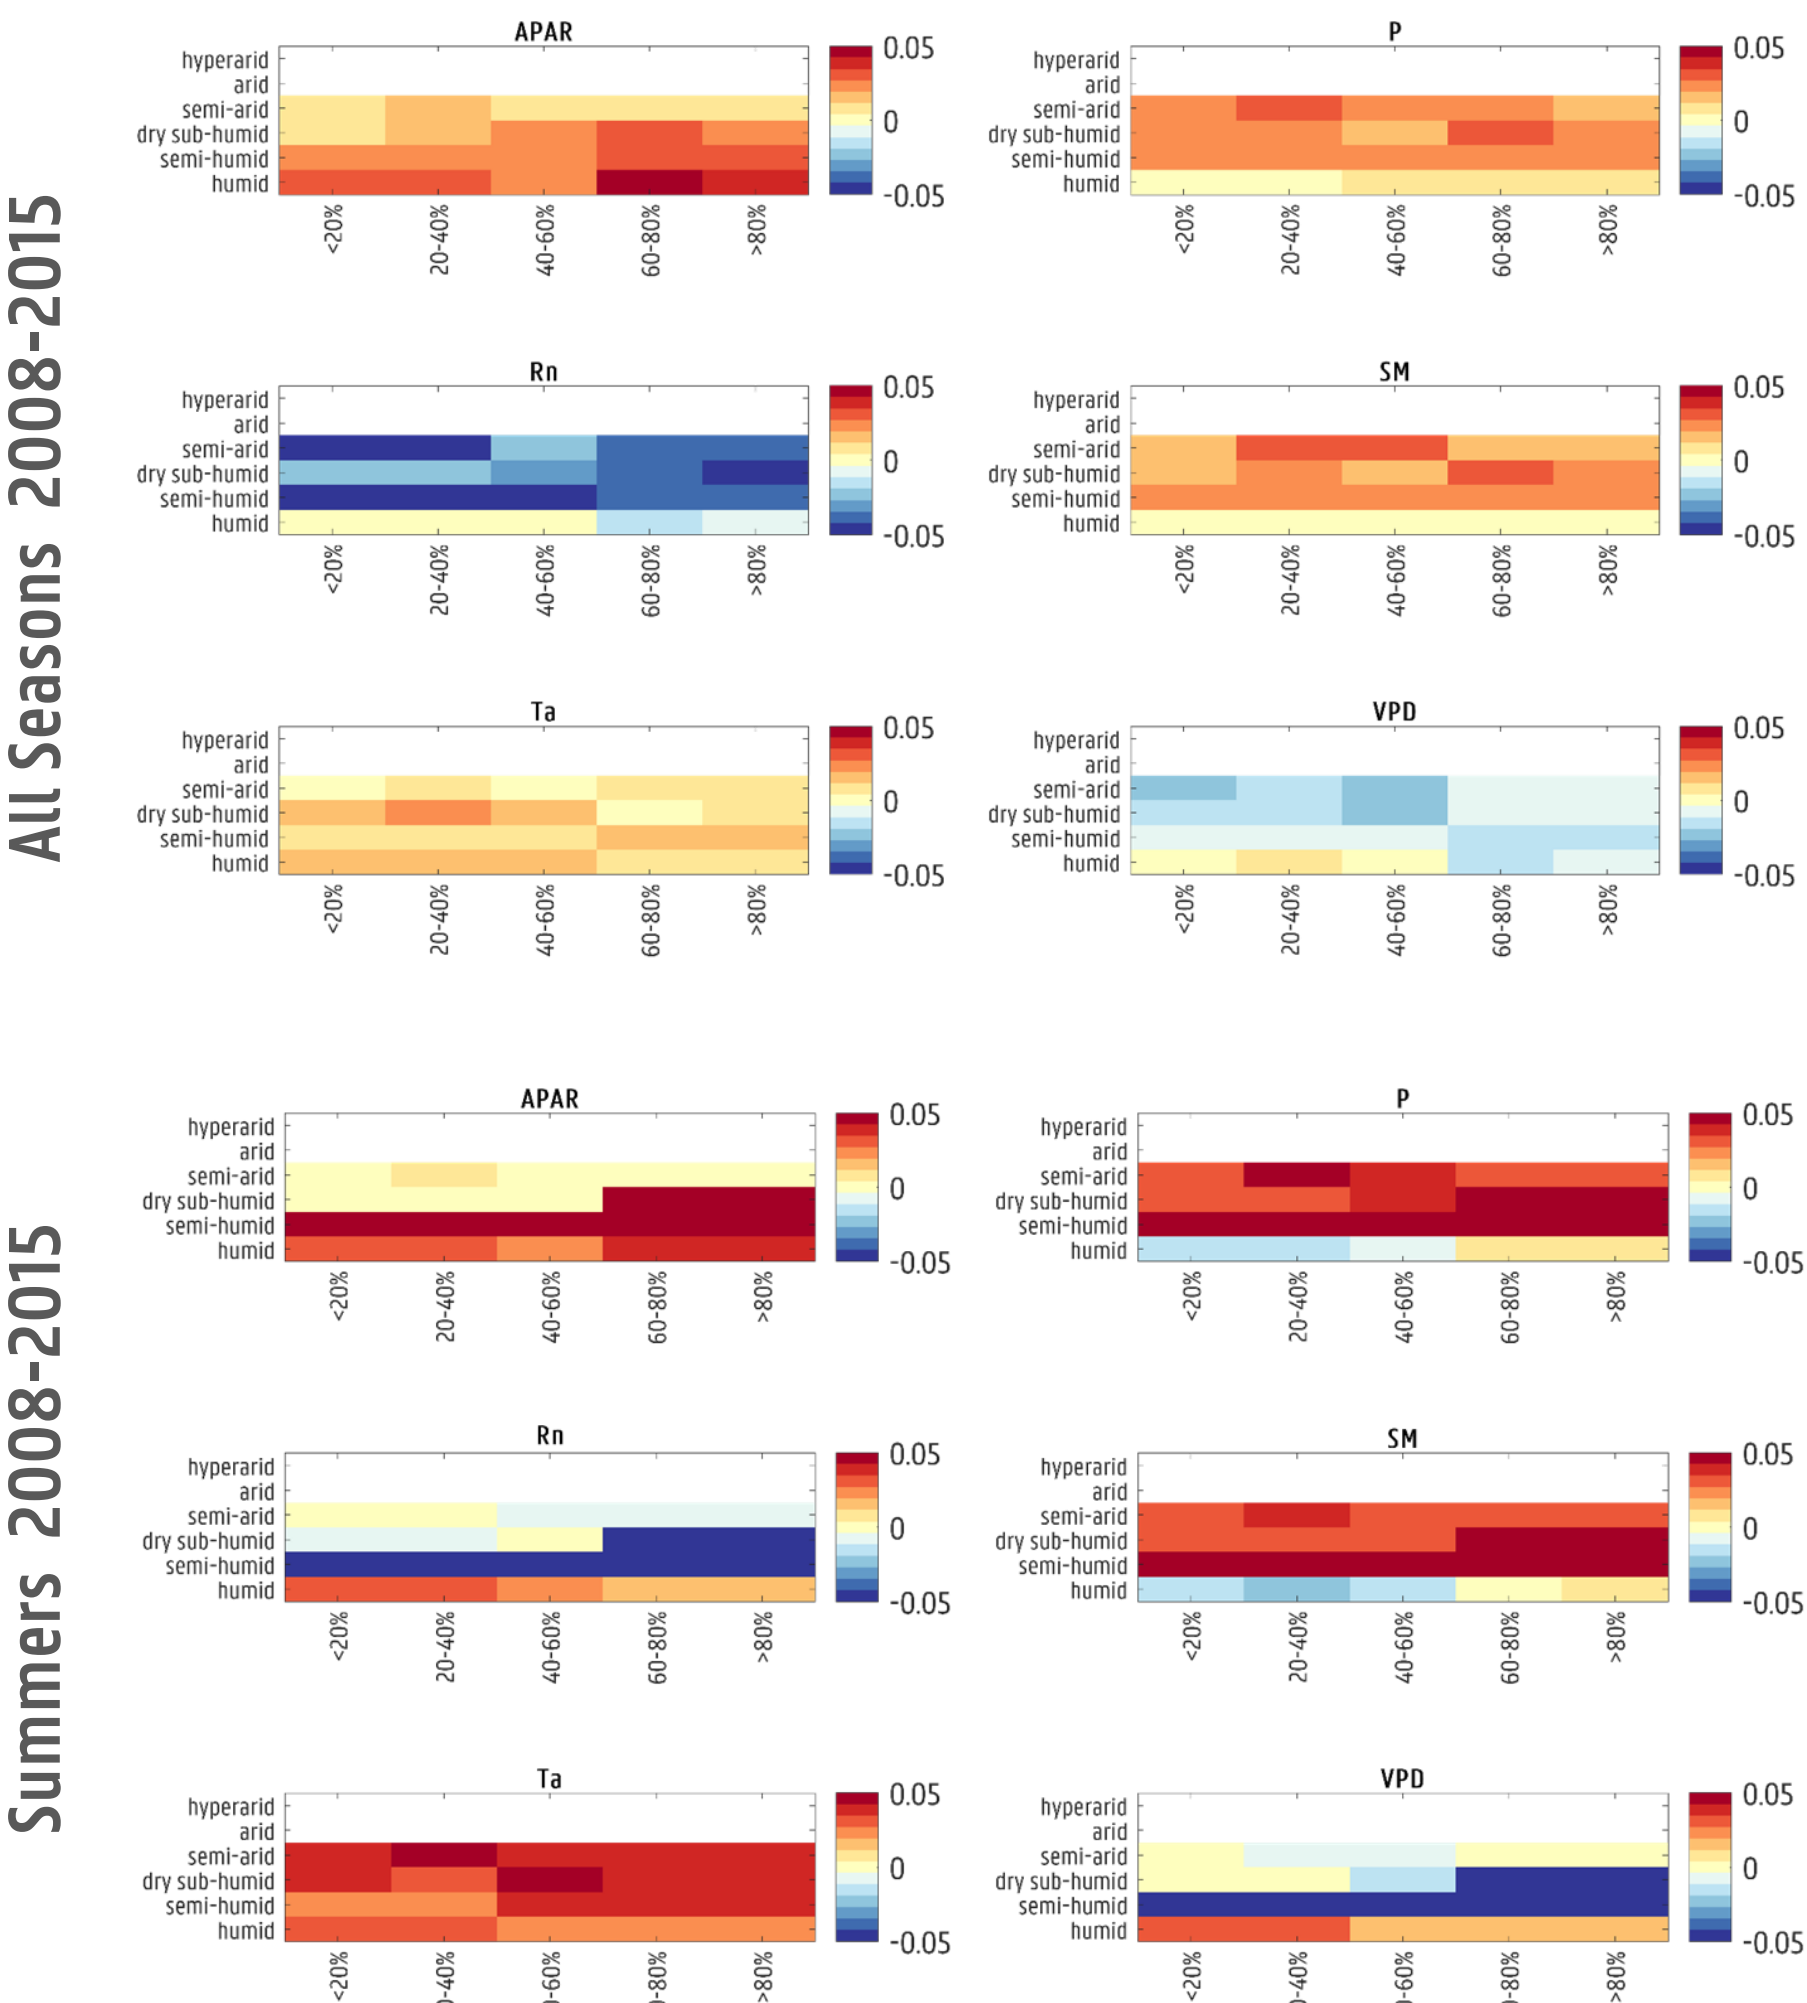 All Seasons 2008-2015
APAR
hyperarid
arid
semi-arid
dry sub-humid
semi-humid
humid
0.05
0
-0.05
<20%
20-40%
40-60%
60-80%
>80%
P
hyperarid
arid
semi-arid
dry sub-humid
semi-humid
humid
0.05
0
-0.05
<20%
20-40%
40-60%
60-80%
>80%
Rn
hyperarid
arid
semi-arid
dry sub-humid
semi-humid
humid
0.05
0
-0.05
<20%
20-40%
40-60%
60-80%
>80%
SM
hyperarid
arid
semi-arid
dry sub-humid
semi-humid
humid
0.05
0
-0.05
<20%
20-40%
40-60%
60-80%
>80%
Ta
hyperarid
arid
semi-arid
dry sub-humid
semi-humid
humid
0.05
0
-0.05
<20%
20-40%
40-60%
60-80%
>80%
VPD
hyperarid
arid
semi-arid
dry sub-humid
semi-humid
humid
0.05
0
-0.05
<20%
20-40%
40-60%
60-80%
>80%
Summers 2008-2015
APAR
hyperarid
arid
semi-arid
dry sub-humid
semi-humid
humid
0.05
0
-0.05
<20%
20-40%
40-60%
60-80%
>80%
P
hyperarid
arid
semi-arid
dry sub-humid
semi-humid
humid
0.05
0
-0.05
<20%
20-40%
40-60%
60-80%
>80%
Rn
hyperarid
arid
semi-arid
dry sub-humid
semi-humid
humid
0.05
0
-0.05
<20%
20-40%
40-60%
60-80%
>80%
SM
hyperarid
arid
semi-arid
dry sub-humid
semi-humid
humid
0.05
0
-0.05
<20%
20-40%
40-60%
60-80%
>80%
Ta
hyperarid
arid
semi-arid
dry sub-humid
semi-humid
humid
0.05
0
-0.05
<20%
>80%
VPD
hyperarid
arid
semi-arid
dry sub-humid
semi-humid
humid
0.05
0
-0.05
<20%
>80%